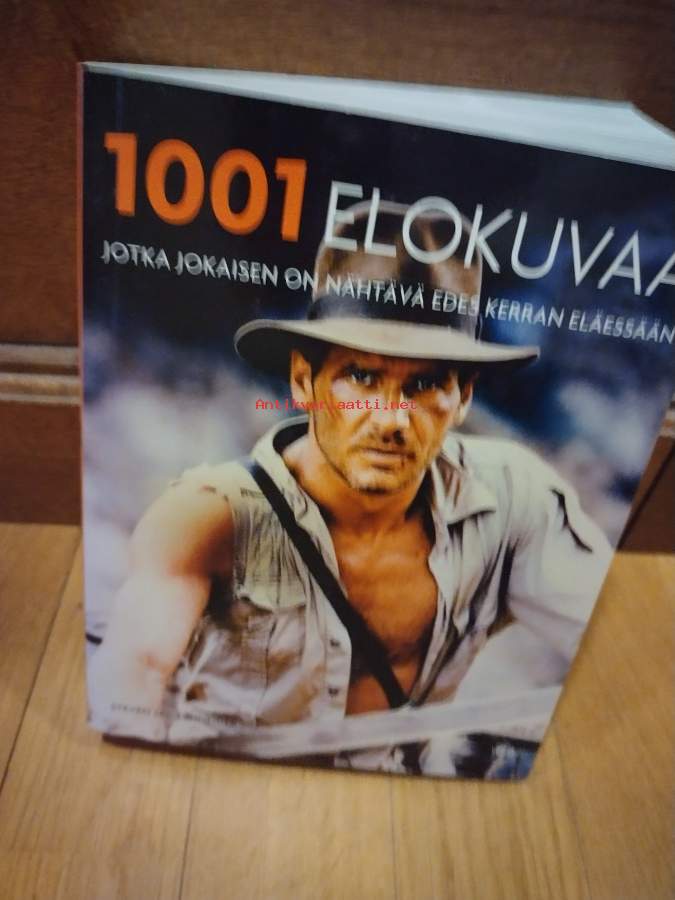 1001 ELOKUVAA
JOTKA JOKAISEN ON NÄHTÄVÄ EDES KERRAN ELÄESSÄÄN
Antikvariaatti.net